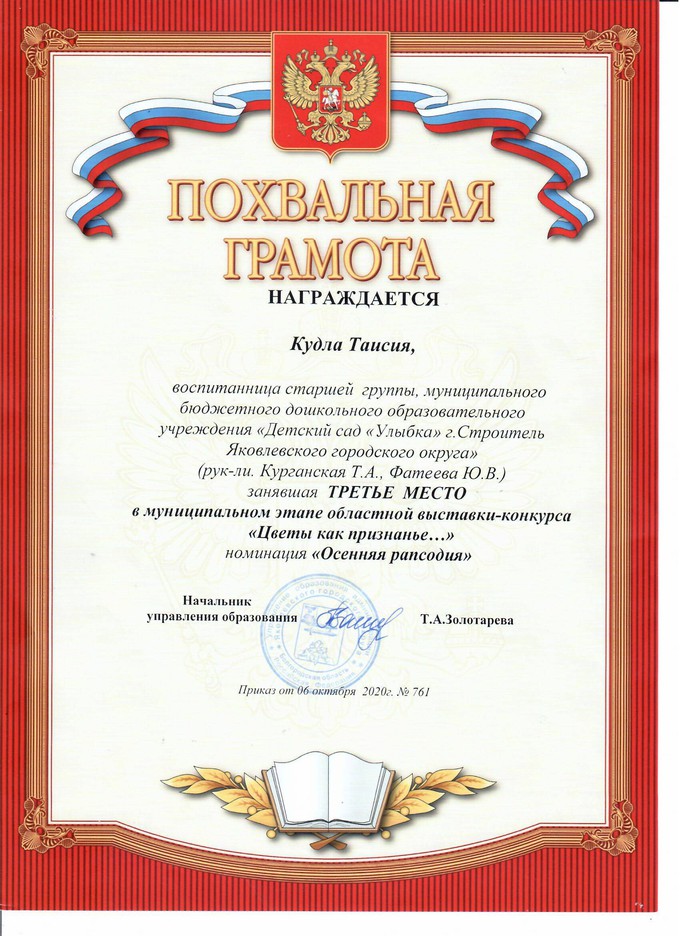 ПОХВАЛЬНАЯ
ГРАМОТА
НАГРАЖДАЕТСЯ
Кудла Таисия,
воспитанница старшей группы, муниципального
бюджетного дошкольного образовательного
учреждения «Детский сад «Улыбка» г.Строитель
Яковлевского городского округа»
(рук-ли. Курганская Т.А., Фатеева Ю.В.)
занявшая ТРЕТЬЕ МЕСТО
в муниципальном этапе областной выставки-конкурса
«Цветы как признанье…»
номинация «Осенняя рапсодия»
Начальник
управления образования
Т.А.Золотарева
Приказ от 06 октября 2020г. № 761